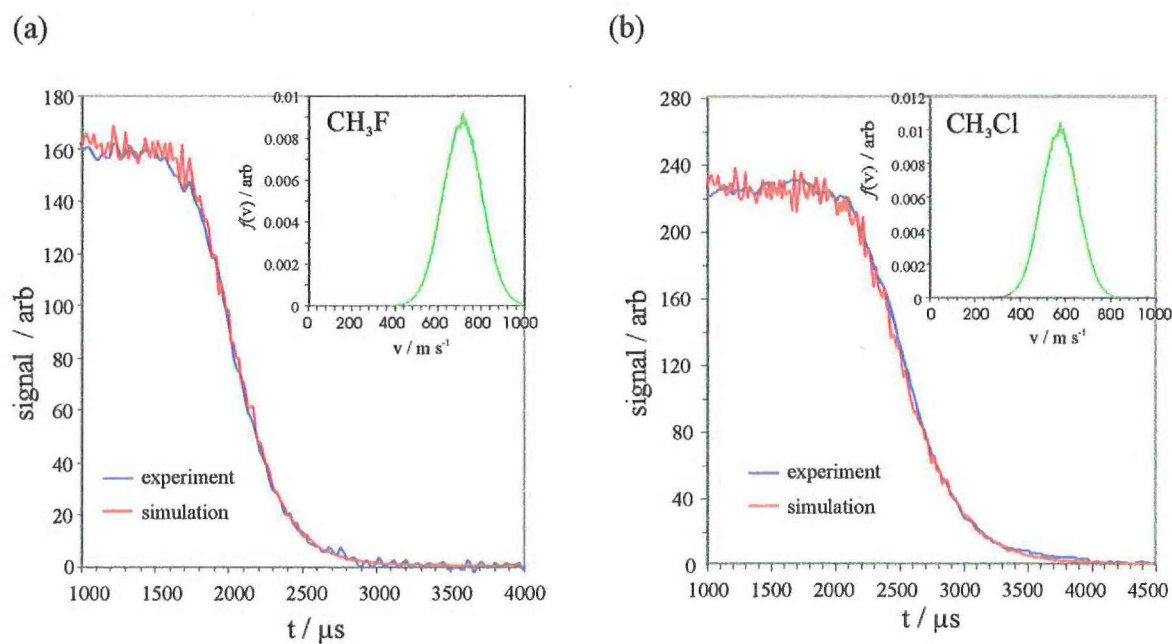 (a)
180
160
140
120
100
80
60
40
20
0
signal / arb
1000 1500 2000 2500 3000 3500 4000
t / μs
experiment
simulation
CH₃F
0.01
0.008
0.006
0.004
0.002
0
f(v) / arb
0 200 400 600 800 1000
v / m s⁻¹
(b)
280
260
220
160
120
80
40
0
signal / arb
1000 1500 2000 2500 3000 3500 4000 4500
t / μs
experiment
simulation
CH₃Cl
0.012
0.01
0.008
0.006
0.004
0.002
0
f(v) / arb
0 200 400 600 800 1000
v / m s⁻¹